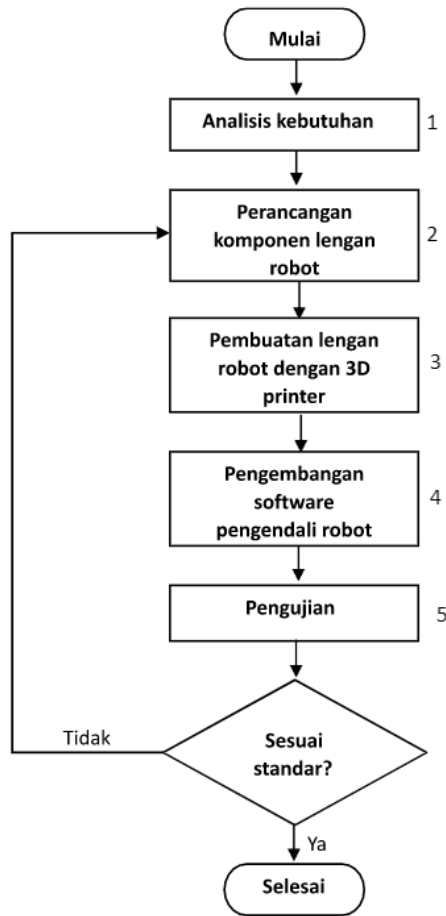 Mulai
Analisis kebutuhan
1
Perancangan
komponen lengan
robot
2
Pembuatan lengan
robot dengan 3D
printer
3
Pengembangan
software
pengendali robot
4
Pengujian
5
Tidak
Sesuai
standar?
Ya
Selesai